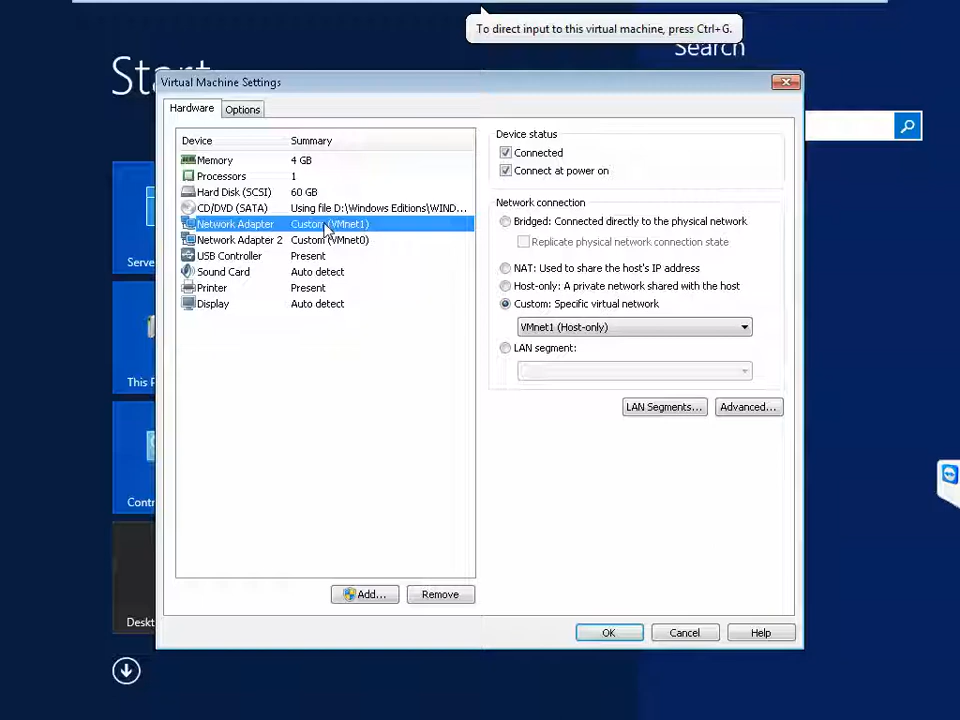 To direct input to this virtual machine, press Ctrl+G.
Start
Search
Virtual Machine Settings
Hardware
Options
Device Summary
Memory 4 GB
Processors 1
Hard Disk (SCSI) 60 GB
CD/DVD (SATA) Using file D:\Windows Editions\WIND...
Network Adapter Custom (VMnet1)
Network Adapter 2 Custom (VMnet0)
USB Controller Present
Sound Card Auto detect
Printer Present
Display Auto detect
Add...
Remove
Device status
Connected
Connect at power on
Network connection
Bridged: Connected directly to the physical network
Replicate physical network connection state
NAT: Used to share the host's IP address
Host-only: A private network shared with the host
Custom: Specific virtual network
VMnet1 (Host-only)
LAN segment:
LAN Segments...
Advanced...
OK
Cancel
Help
Serve
This P
Contr
Deskt